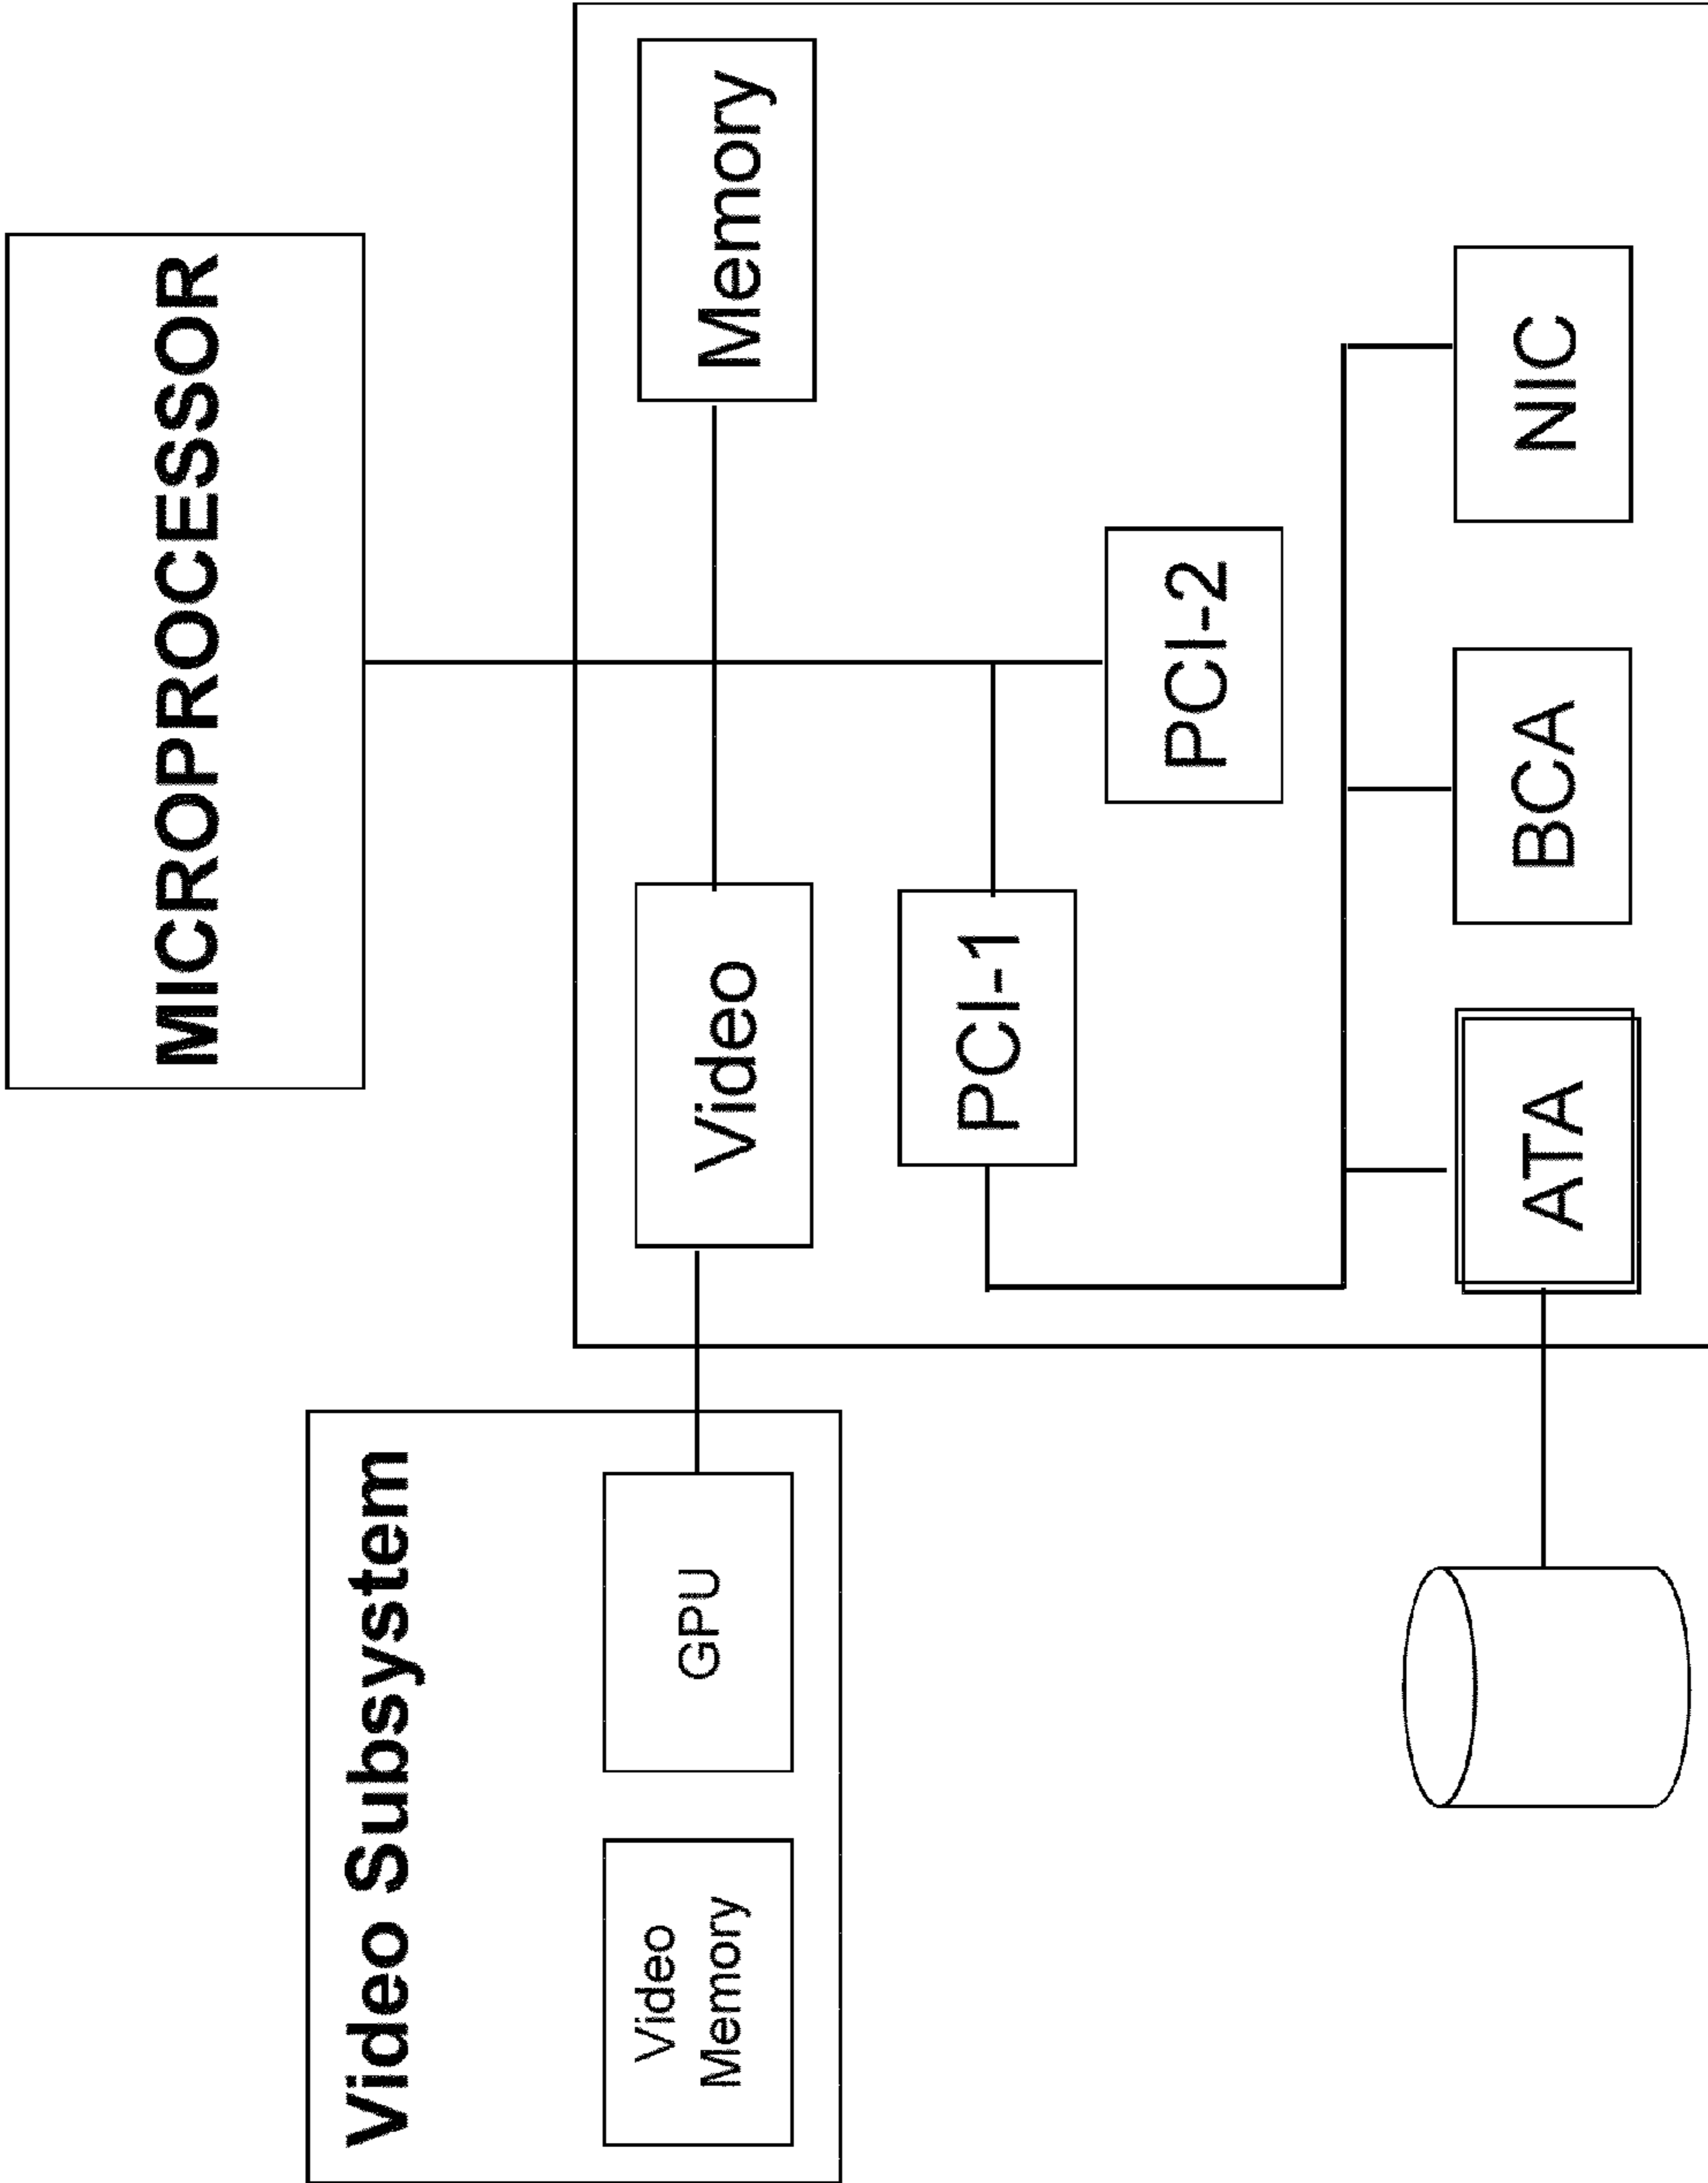 MICROPROCESSOR
Video Subsystem
Video
Memory
GPU
Video
Memory
PCI-1
PCI-2
ATA
BCA
NIC